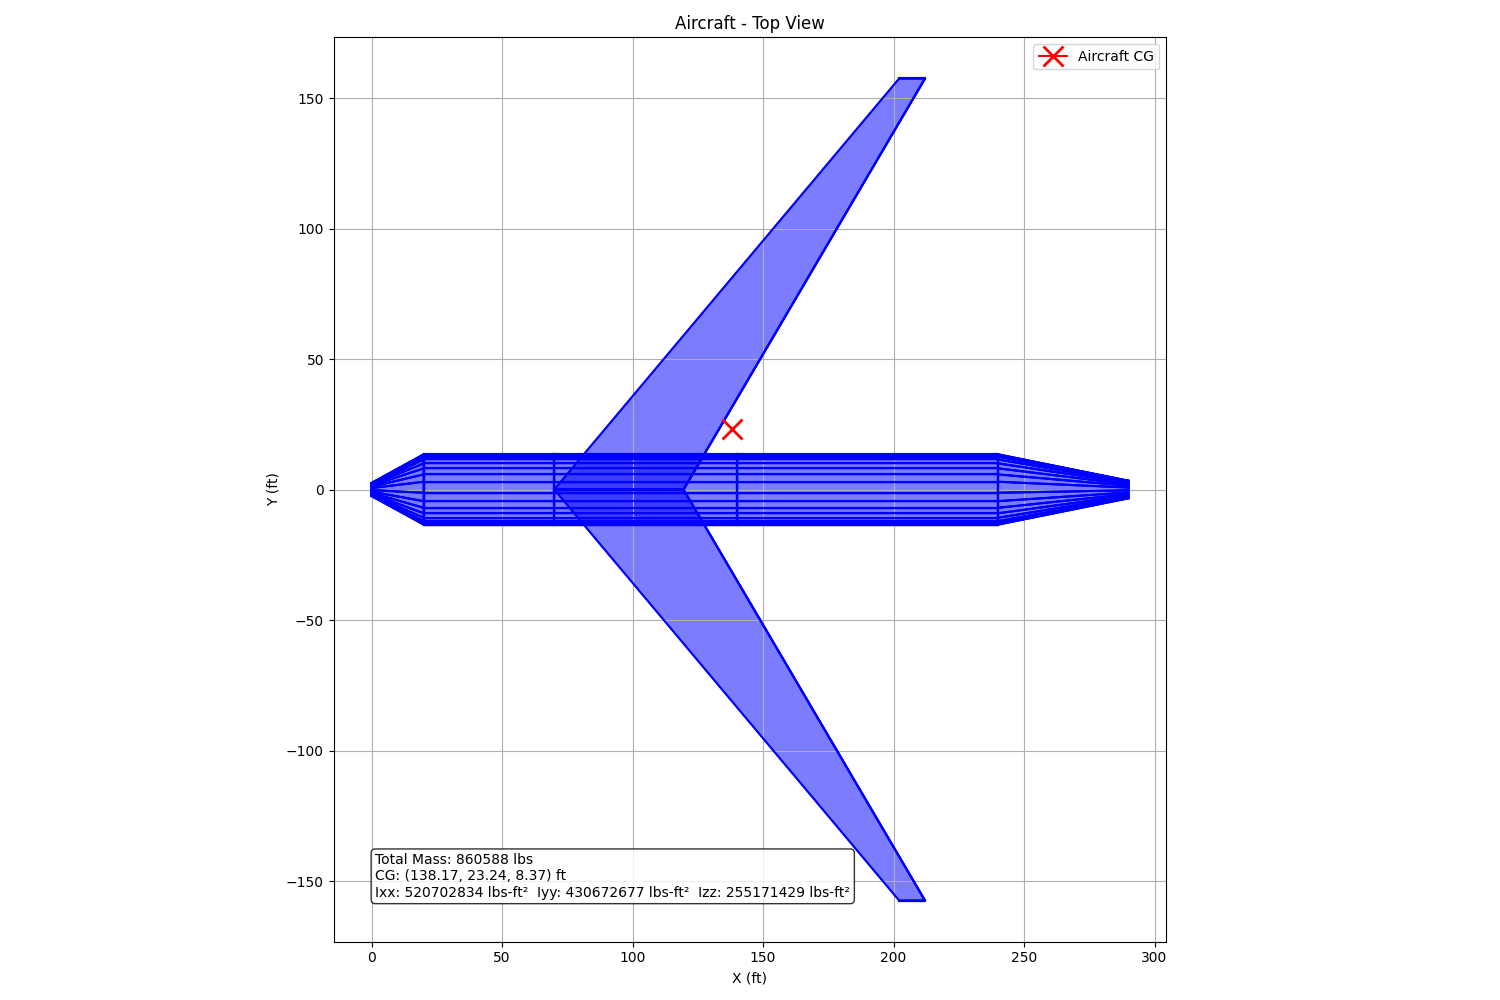 Aircraft - Top View
Aircraft CG
150
100
50
0
−50
−100
−150
Y (ft)
Total Mass: 860588 lbs
CG: (138.17, 23.24, 8.37) ft
Ixx: 520702834 lbs-ft²  Iyy: 430672677 lbs-ft²  Izz: 255171429 lbs-ft²
0 50 100 150 200 250 300
X (ft)